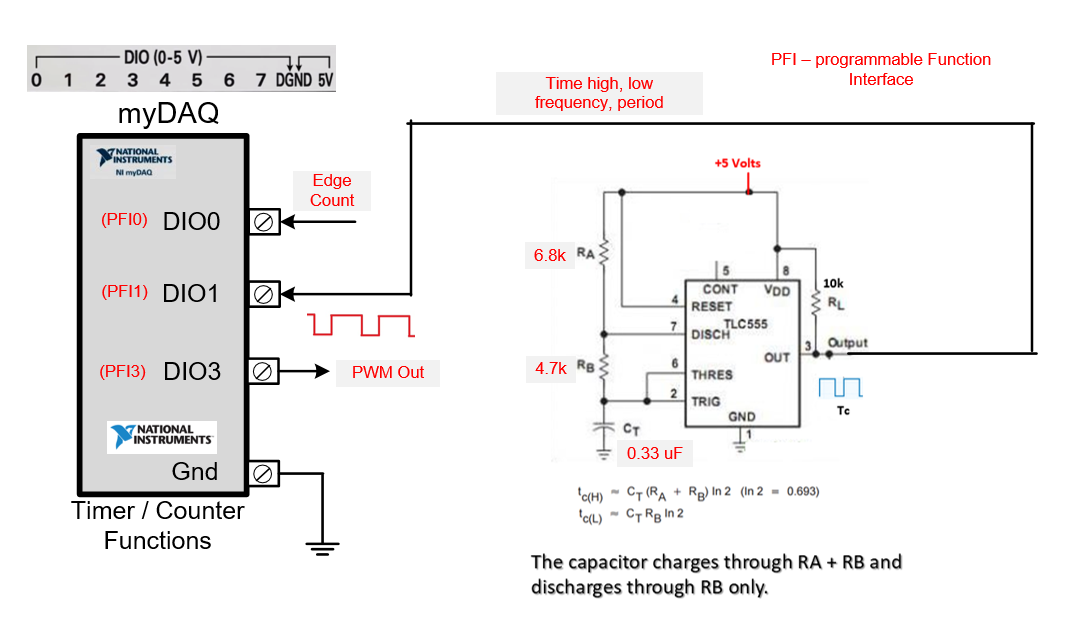 DIO (0-5 V)
0 1 2 3 4 5 6 7 DGND 5V
myDAQ
NATIONAL
INSTRUMENTS
NI myDAQ
(PFI0) DIO0
Edge
Count
(PFI1) DIO1
(PFI3) DIO3
PWM Out
NATIONAL
INSTRUMENTS
Gnd
Timer / Counter
Functions
Time high, low
frequency, period
PFI – programmable Function
Interface
+5 Volts
6.8k RA
5
8
CONT VDD
10k
RL
4
RESET
TLC555
7
DISCH
3
Output
OUT
4.7k RB
6
THRES
2
TRIG
Tc
GND
1
CT
0.33 uF
tc(H) ≈ CT (RA + RB) ln 2 (ln 2 = 0.693)
tc(L) ≈ CT RB ln 2
The capacitor charges through RA + RB and
discharges through RB only.